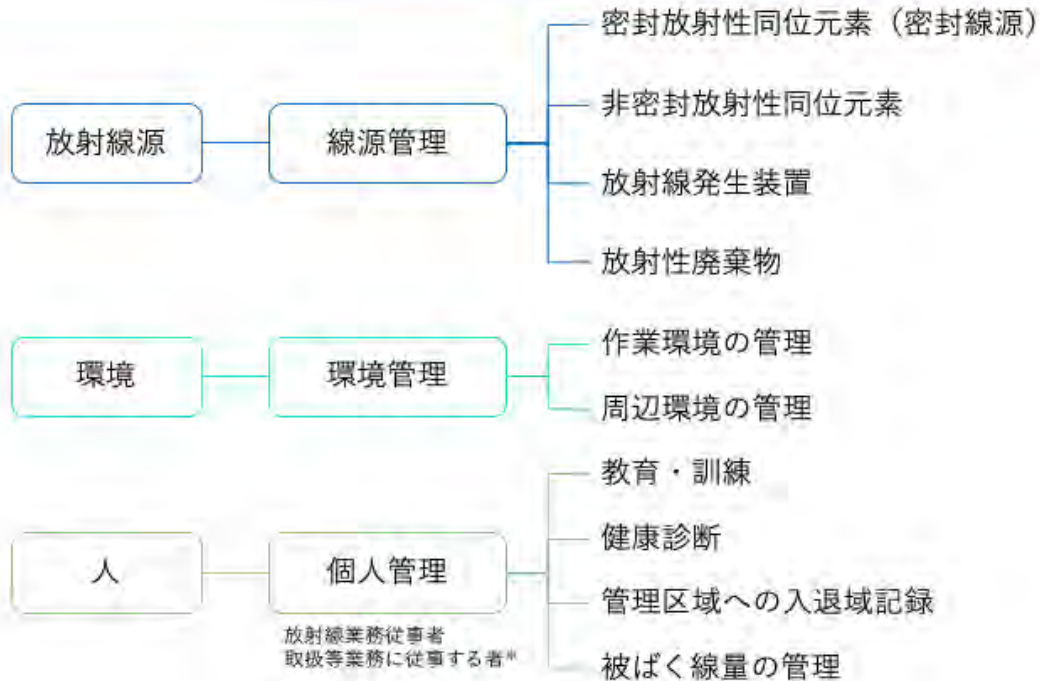 放射線源
線源管理
密封放射性同位元素（密封線源）
非密封放射性同位元素
放射線発生装置
放射性廃棄物
環境
環境管理
作業環境の管理
周辺環境の管理
人
個人管理
放射線業務従事者
取扱等業務に従事する者*
教育・訓練
健康診断
管理区域への入退域記録
被ばく線量の管理